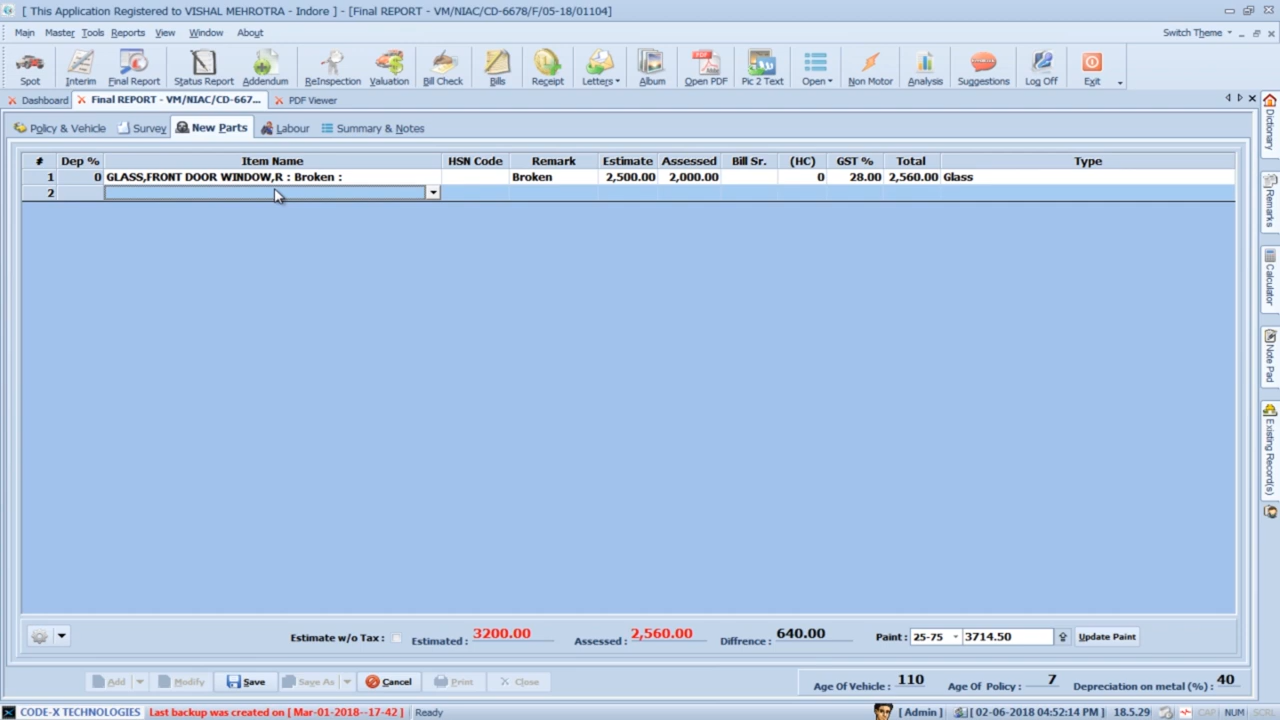 [ This Application Registered to VISHAL MEHROTRA - Indore ] - [Final REPORT - VM/NIAC/CD-6678/F/05-18/01104]
Main Master Tools Reports View Window About Switch Theme
Spot Interim Final Report Status Report Addendum ReInspection Valuation Bill Check Bills Receipt Letters Album Open PDF Pic 2 Text Open Non Motor Analysis Suggestions Log Off Exit
Dashboard Final REPORT - VM/NIAC/CD-667... PDF Viewer
Policy & Vehicle Survey New Parts Labour Summary & Notes
# Dep % Item Name HSN Code Remark Estimate Assessed Bill Sr. (HC) GST % Total Type
1 0 GLASS,FRONT DOOR WINDOW,R : Broken : Broken 2,500.00 2,000.00 0 28.00 2,560.00 Glass
2
Dictionary
Remarks
Calculator
Note Pad
Existing Record(s)
Estimate w/o Tax : Estimated : 3200.00 Assessed : 2,560.00 Diffrence : 640.00 Paint : 25-75 3714.50 Update Paint
Add Modify Save Save As Cancel Print Close Age Of Vehicle : 110 Age Of Policy : 7 Depreciation on metal (%) : 40
CODE-X TECHNOLOGIES Last backup was created on [ Mar-01-2018--17-42 ] Ready [ Admin ] [ 02-06-2018 04:52:14 PM ] 18.5.29 CAP NUM SCRL